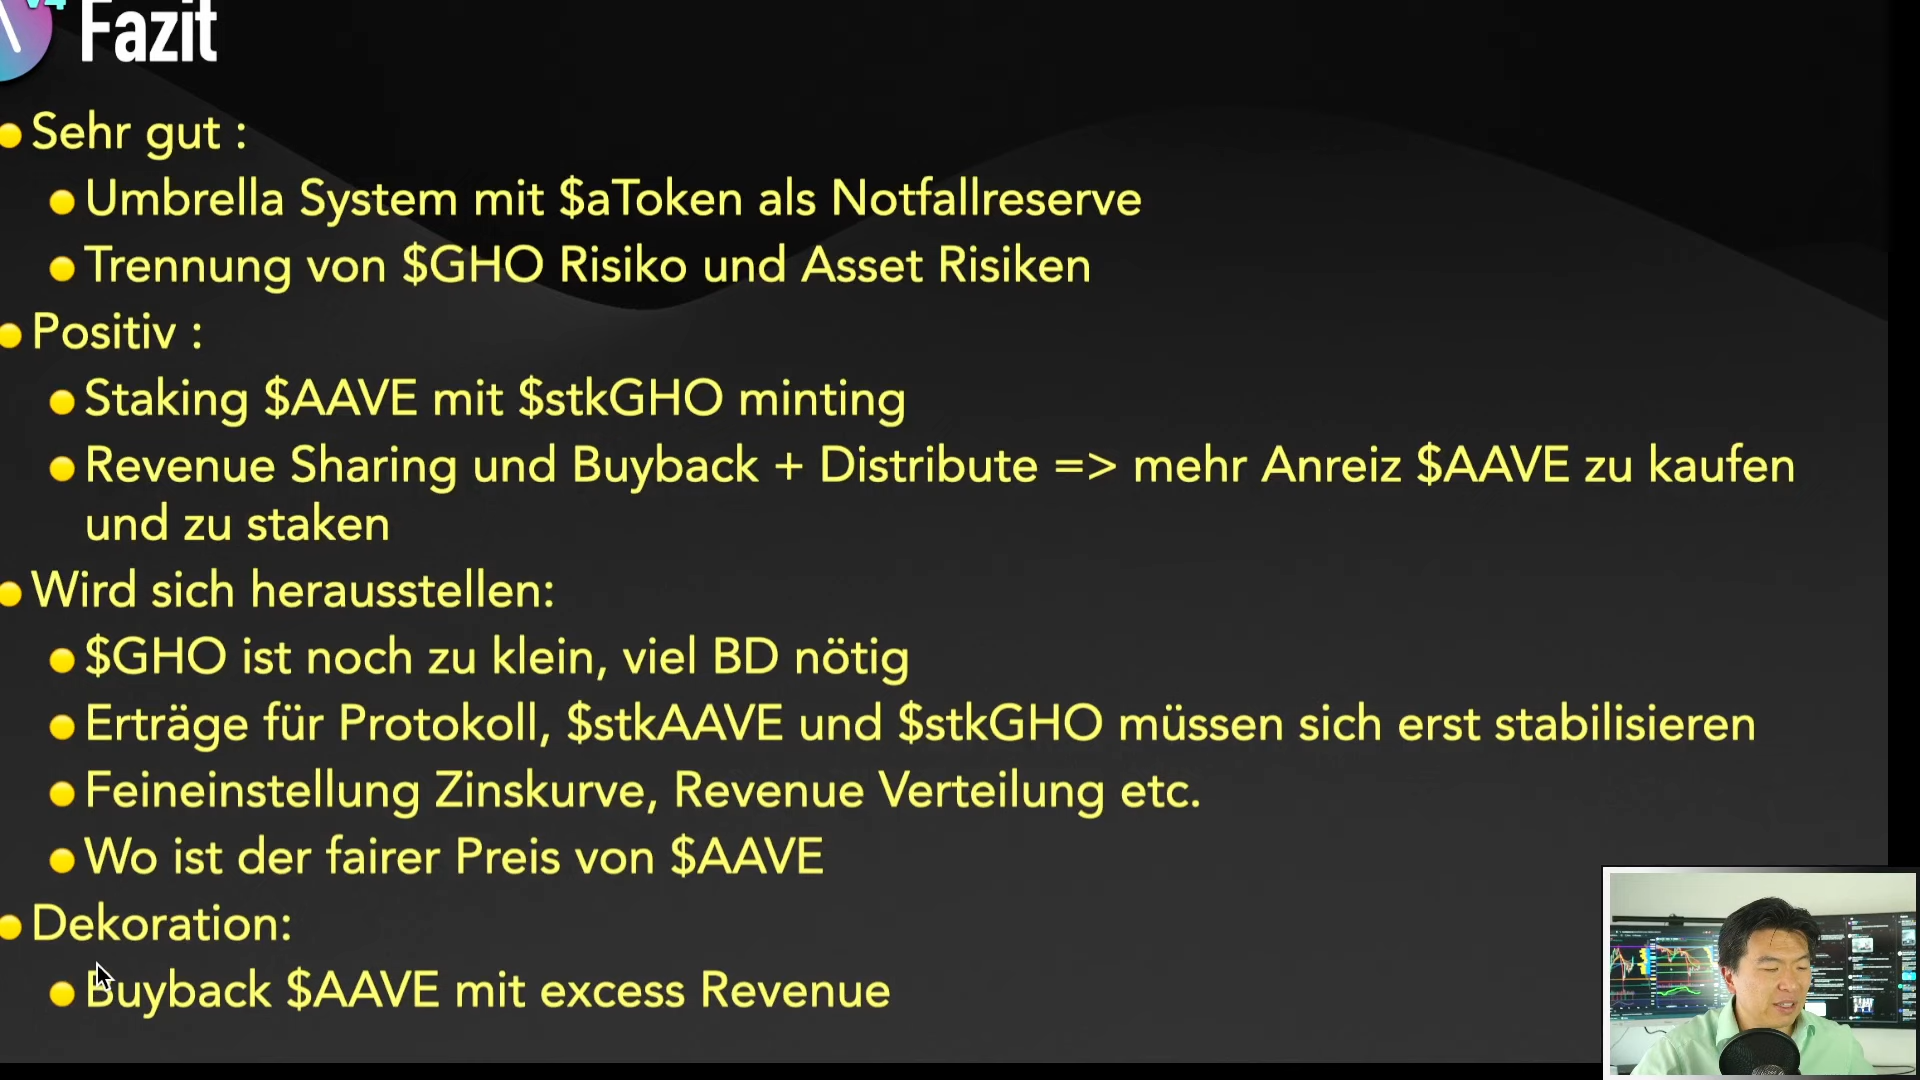 V4
Fazit
Sehr gut :
Umbrella System mit $aToken als Notfallreserve
Trennung von $GHO Risiko und Asset Risiken
Positiv :
Staking $AAVE mit $stkGHO minting
Revenue Sharing und Buyback + Distribute => mehr Anreiz $AAVE zu kaufen
und zu staken
Wird sich herausstellen:
$GHO ist noch zu klein, viel BD nötig
Erträge für Protokoll, $stkAAVE und $stkGHO müssen sich erst stabilisieren
Feineinstellung Zinskurve, Revenue Verteilung etc.
Wo ist der fairer Preis von $AAVE
Dekoration:
Buyback $AAVE mit excess Revenue